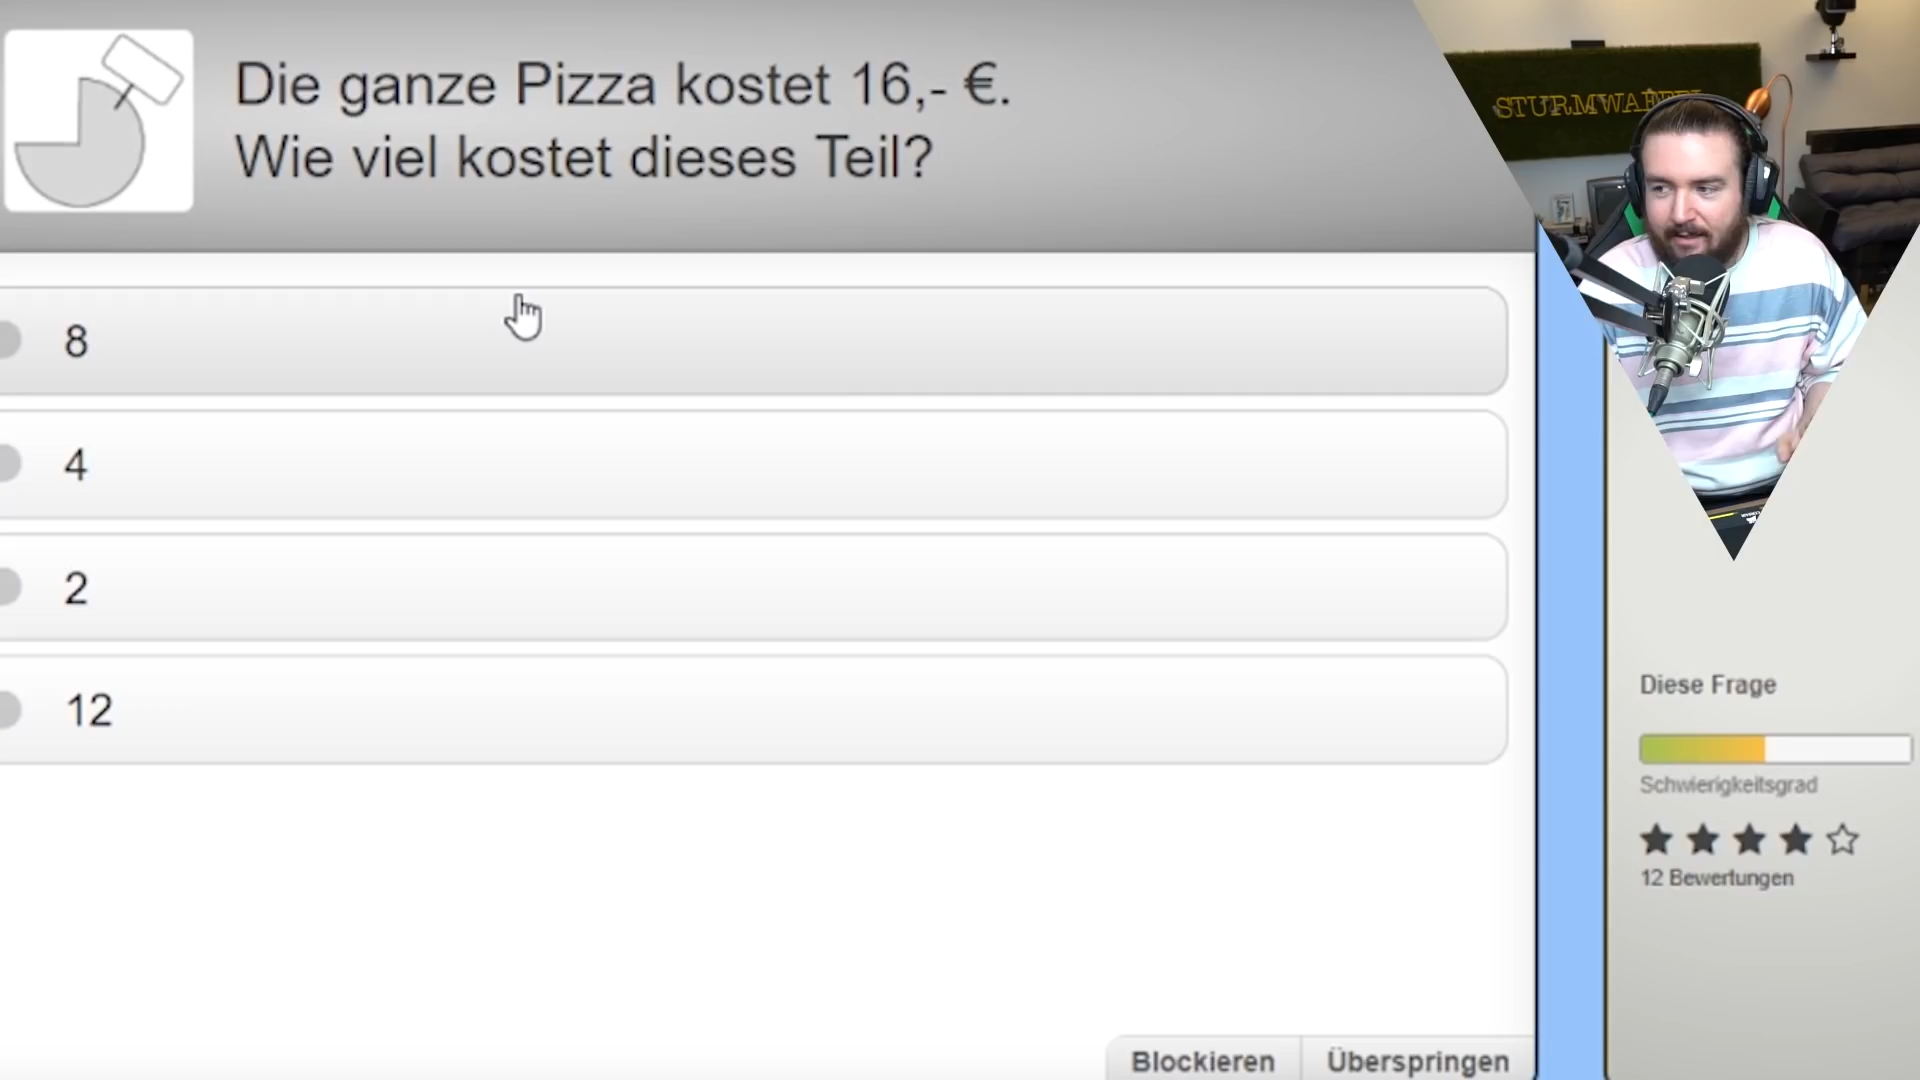 Die ganze Pizza kostet 16,- €.
Wie viel kostet dieses Teil?
8
4
2
12
Blockieren
Überspringen
STURMWAFFEL
Diese Frage
Schwierigkeitsgrad
12 Bewertungen